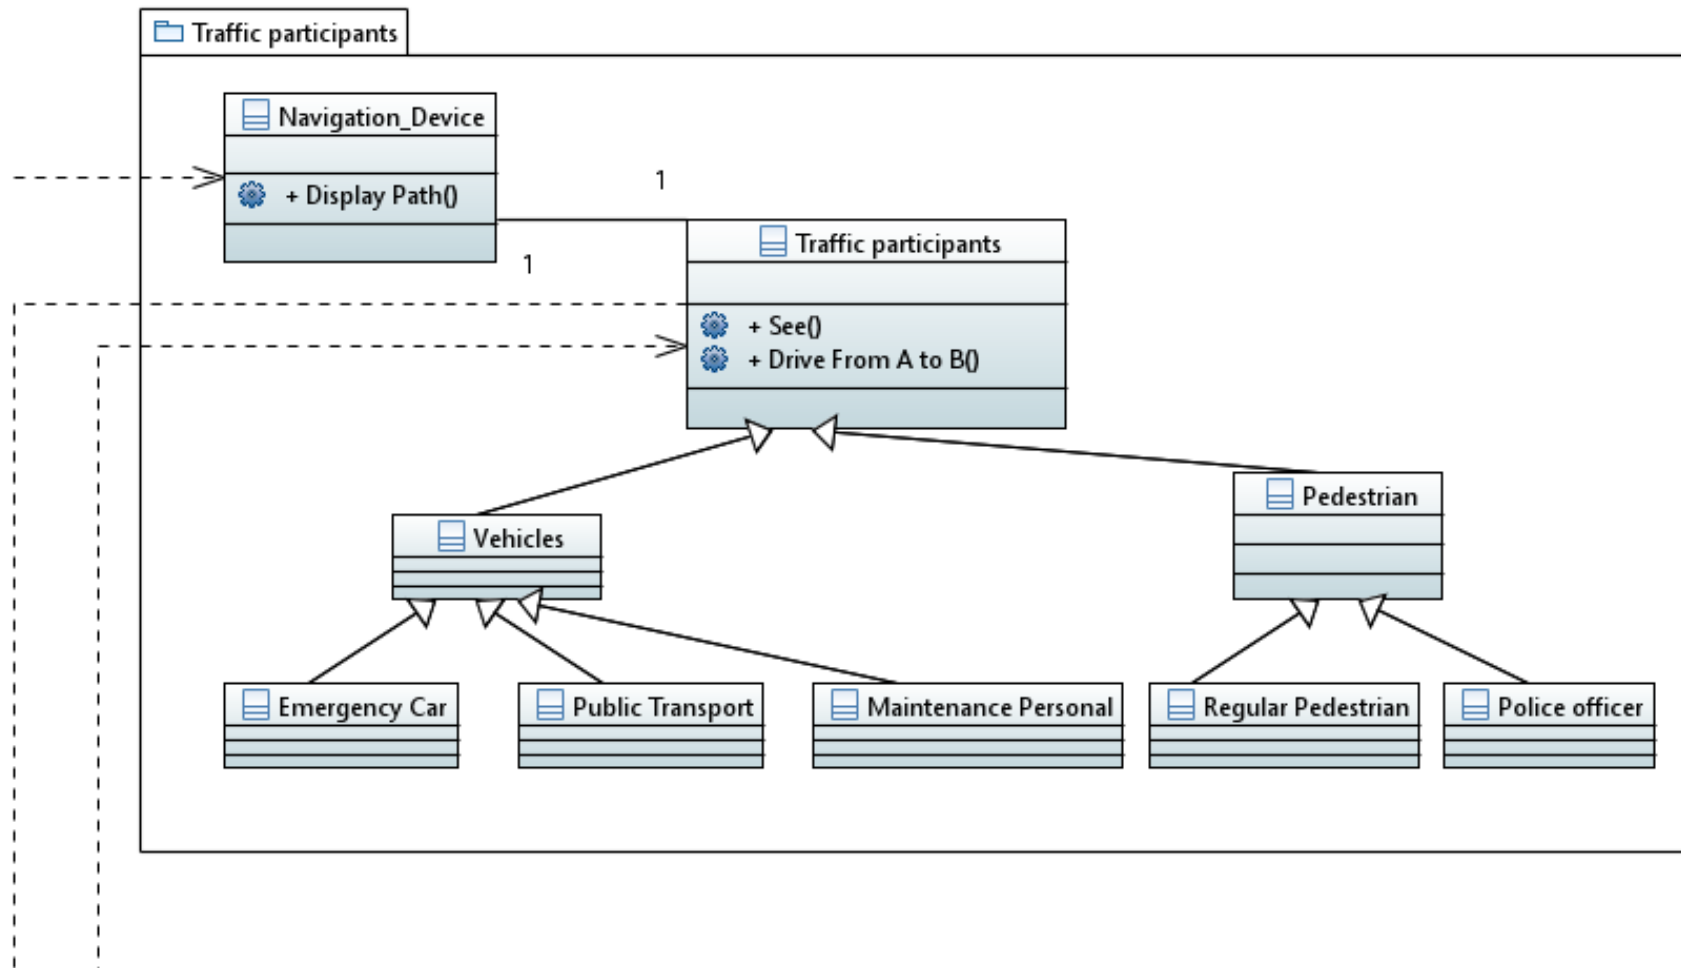 Traffic participants
Navigation_Device
+ Display Path()
1
1
Traffic participants
+ See()
+ Drive From A to B()
Vehicles
Pedestrian
Emergency Car
Public Transport
Maintenance Personal
Regular Pedestrian
Police officer